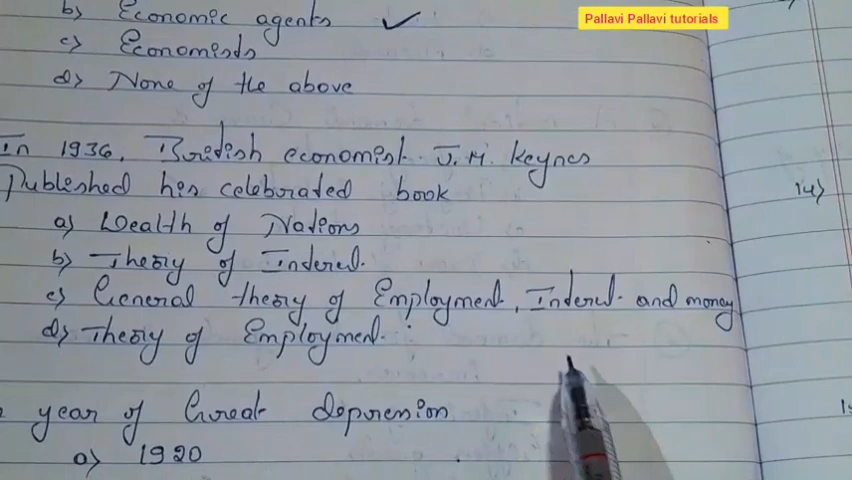 b) Economic agents ✓
Pallavi Pallavi tutorials
c) Economists
d) None of the above
In 1936, British economist J.M. Keynes
Published his celebrated book
14)
a) Wealth of Nations
b) Theory of Interest.
c) General theory of Employment, Interest and money
d) Theory of Employment.
year of Great depression
a) 1920